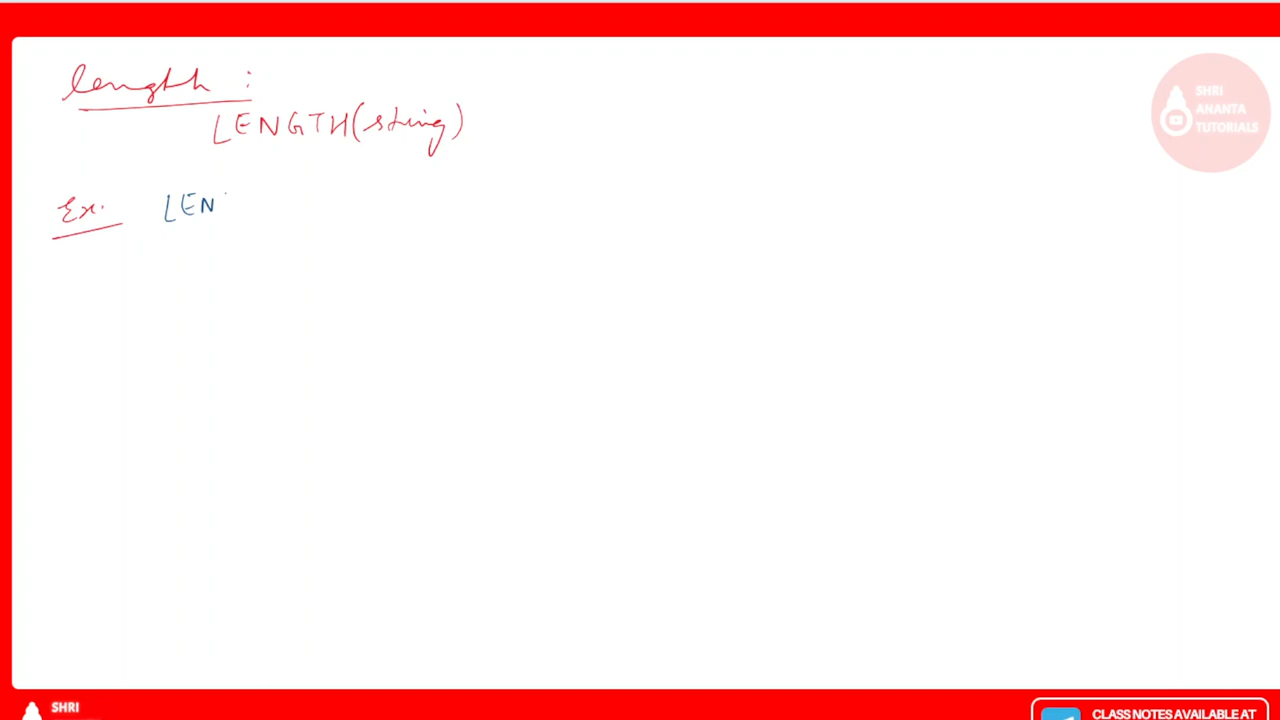 length :
LENGTH(string)
Ex. LEN
SHRI
ANANTA
TUTORIALS
SHRI
CLASS NOTES AVAILABLE AT